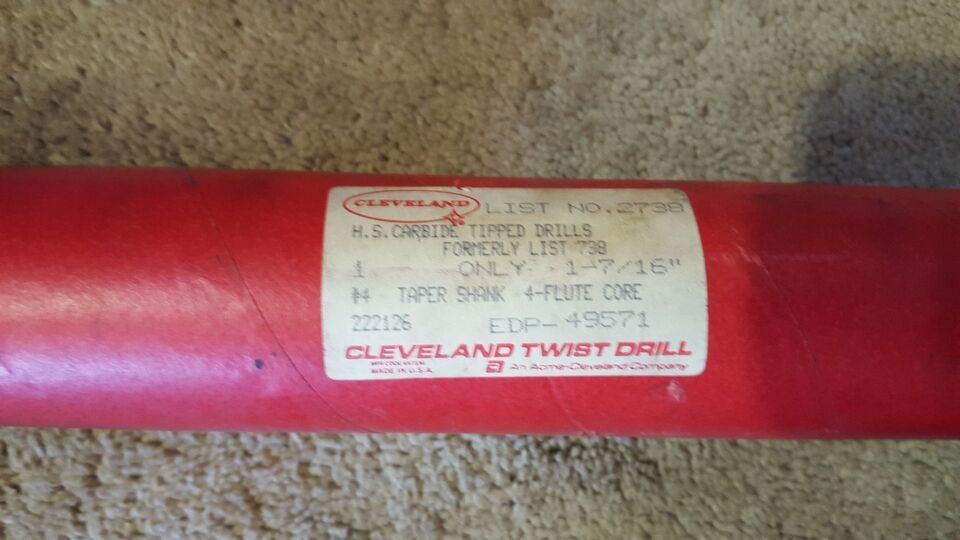 CLEVELAND LIST NO. 2738
H.S. CARBIDE TIPPED DRILLS
FORMERLY LIST 738
1 ONLY 1-7/16"
#4 TAPER SHANK 4-FLUTE CORE
222126 EDP- 49571
CLEVELAND TWIST DRILL
MADE IN U.S.A. An Acme-Cleveland Company